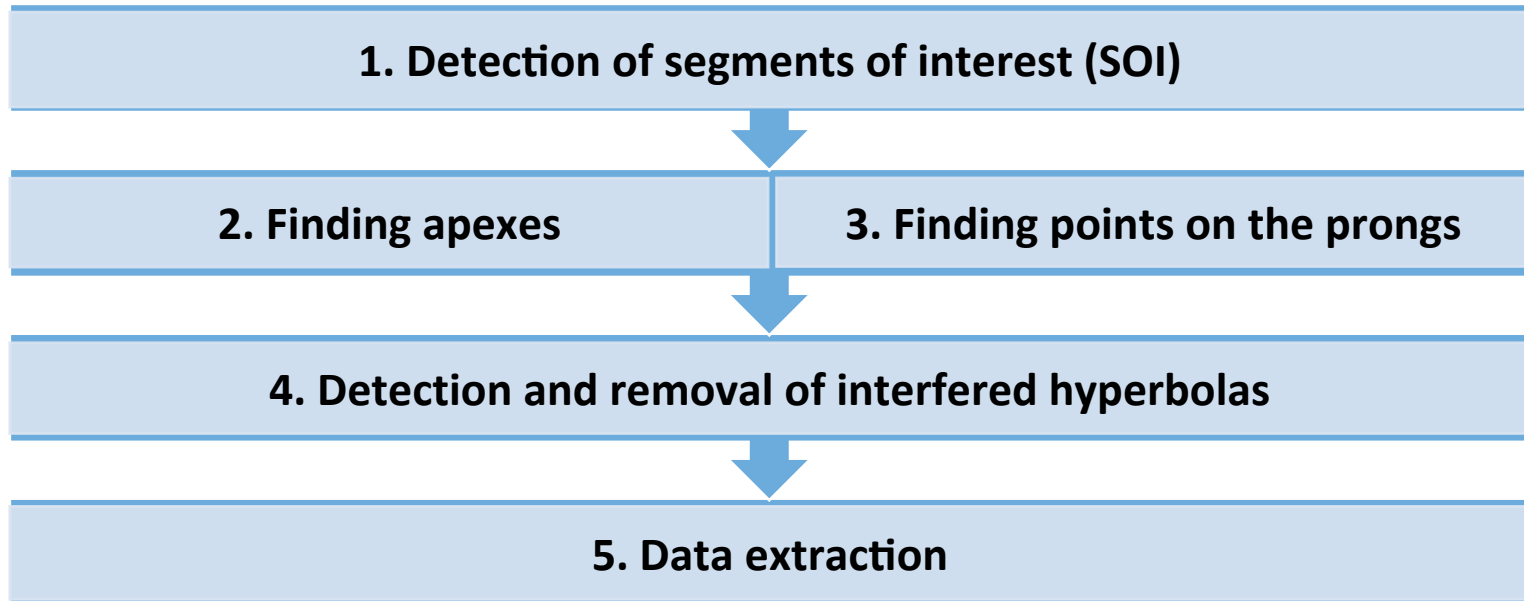 1. Detection of segments of interest (SOI)
2. Finding apexes
3. Finding points on the prongs
4. Detection and removal of interfered hyperbolas
5. Data extraction